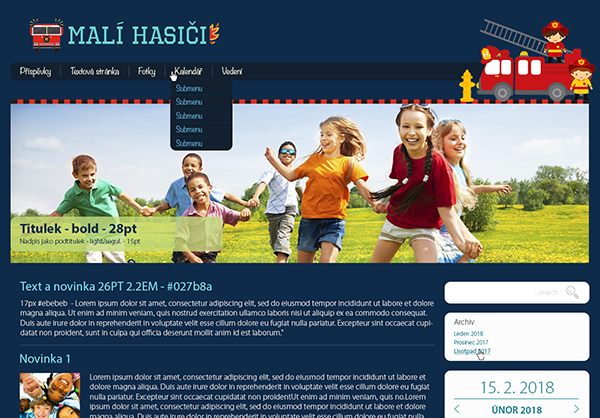 MALÍ HASIČI
Příspěvky Textová stránka Fotky Kalendář Vedení
Submenu
Submenu
Submenu
Submenu
Submenu
Titulek - bold - 28pt
Nadpis jako podtitulek - light/regul. - 15pt
Text a novinka 26PT 2.2EM - #027b8a
17px #ebebeb - Lorem ipsum dolor sit amet, consectetur adipiscing elit, sed do eiusmod tempor incididunt ut labore et dolore
magna aliqua. Ut enim ad minim veniam, quis nostrud exercitation ullamco laboris nisi ut aliquip ex ea commodo consequat.
Duis aute irure dolor in reprehenderit in voluptate velit esse cillum dolore eu fugiat nulla pariatur. Excepteur sint occaecat cupi-
dat non proident, sunt in culpa qui officia deserunt mollit anim id est laborum."
Search
Archiv
Leden 2018
Prosinec 2017
Lisotpad 2017
Novinka 1
Lorem ipsum dolor sit amet, consectetur adipiscing elit, sed do eiusmod tempor incididunt ut labore et
dolore magna aliqua. Duis aute irure dolor in reprehenderit in voluptate velit esse cillum dolore eu fu-
giat nulla pariatur. Excepteur sint occaecat cupidat non proidentUt enim ad minim veniam, quis no.Lorem
ipsum dolor sit amet, consectetur adipiscing elit, sed do eiusmod tempor incididunt ut labore et dolore
magna aliqua. Duis aute irure dolor in reprehenderit in voluptate velit esse cillum dolore eu fugiat
15. 2. 2018
< ÚNOR 2018 >